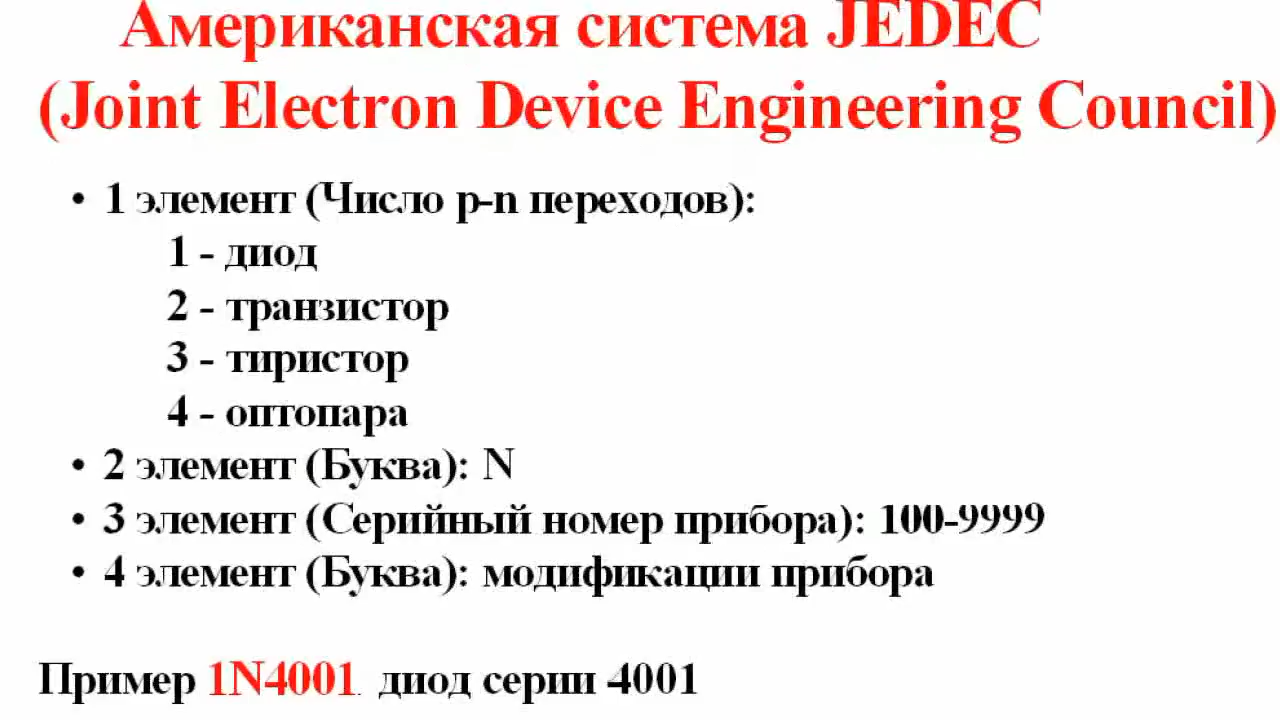 Американская система JEDEC
(Joint Electron Device Engineering Council)
• 1 элемент (Число p-n переходов):
1 - диод
2 - транзистор
3 - тиристор
4 - оптопара
• 2 элемент (Буква): N
• 3 элемент (Серийный номер прибора): 100-9999
• 4 элемент (Буква): модификации прибора
Пример 1N4001. диод серии 4001